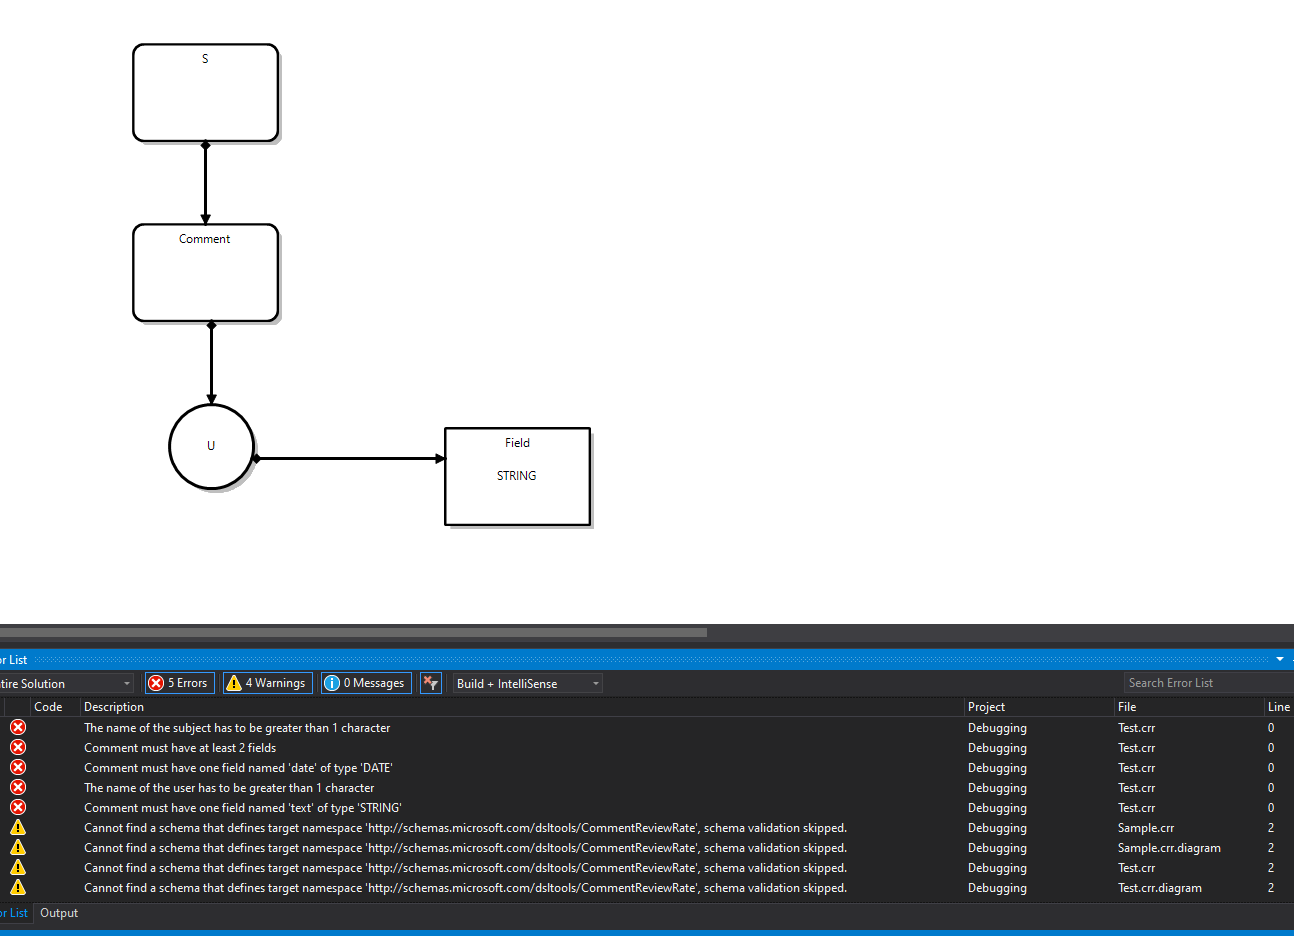 S
Comment
U
Field
STRING
or List
tire Solution 5 Errors 4 Warnings 0 Messages Build + IntelliSense Search Error List
Code Description Project File Line
The name of the subject has to be greater than 1 character Debugging Test.crr 0
Comment must have at least 2 fields Debugging Test.crr 0
Comment must have one field named 'date' of type 'DATE' Debugging Test.crr 0
The name of the user has to be greater than 1 character Debugging Test.crr 0
Comment must have one field named 'text' of type 'STRING' Debugging Test.crr 0
Cannot find a schema that defines target namespace 'http://schemas.microsoft.com/dsltools/CommentReviewRate', schema validation skipped. Debugging Sample.crr 2
Cannot find a schema that defines target namespace 'http://schemas.microsoft.com/dsltools/CommentReviewRate', schema validation skipped. Debugging Sample.crr.diagram 2
Cannot find a schema that defines target namespace 'http://schemas.microsoft.com/dsltools/CommentReviewRate', schema validation skipped. Debugging Test.crr 2
Cannot find a schema that defines target namespace 'http://schemas.microsoft.com/dsltools/CommentReviewRate', schema validation skipped. Debugging Test.crr.diagram 2
or List Output